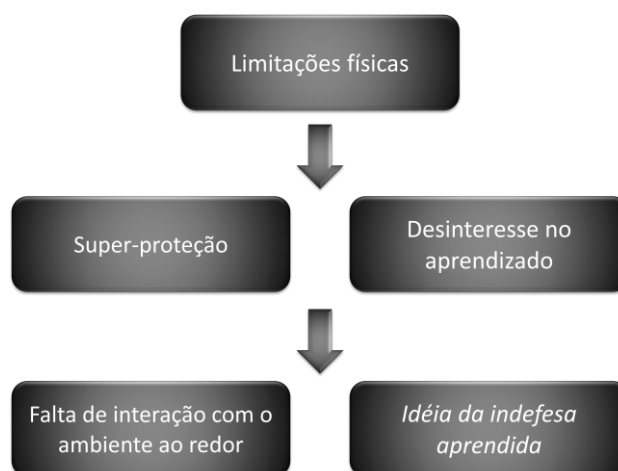 Limitações físicas
Super-proteção
Desinteresse no
aprendizado
Falta de interação com o
ambiente ao redor
Idéia da indefesa
aprendida